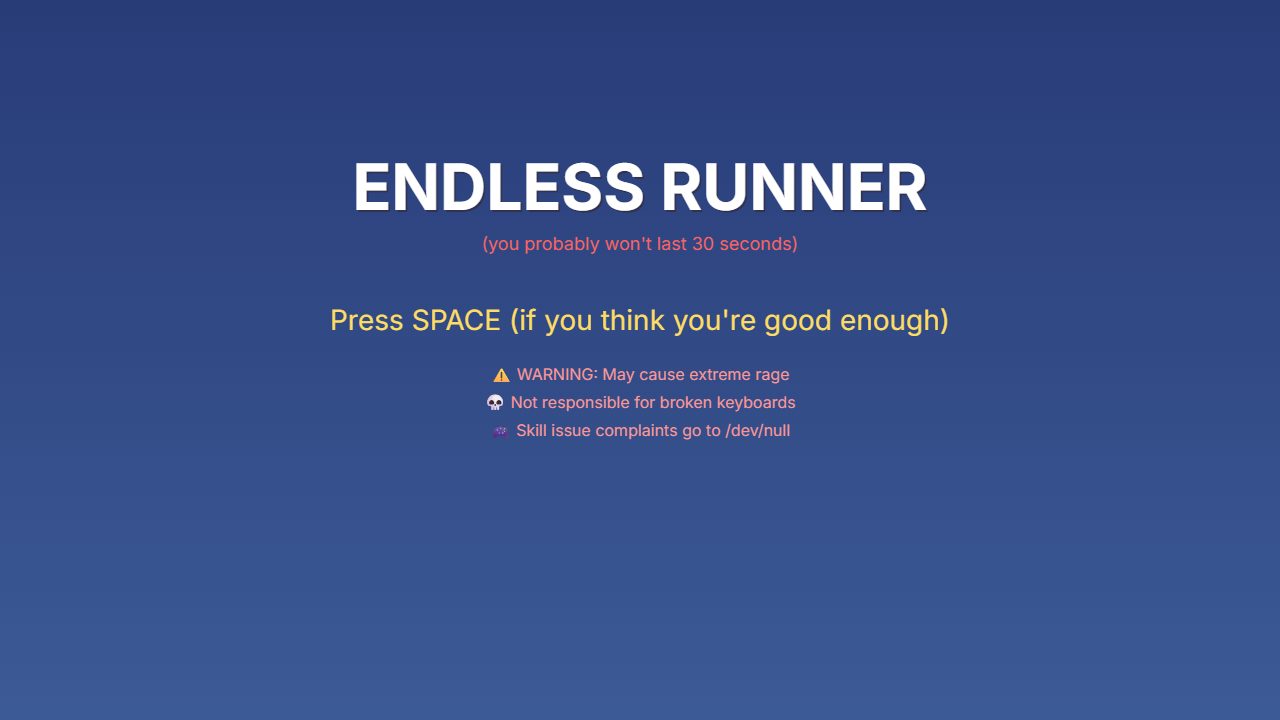 ENDLESS RUNNER
(you probably won't last 30 seconds)
Press SPACE (if you think you're good enough)
⚠️ WARNING: May cause extreme rage
💀 Not responsible for broken keyboards
🎮 Skill issue complaints go to /dev/null